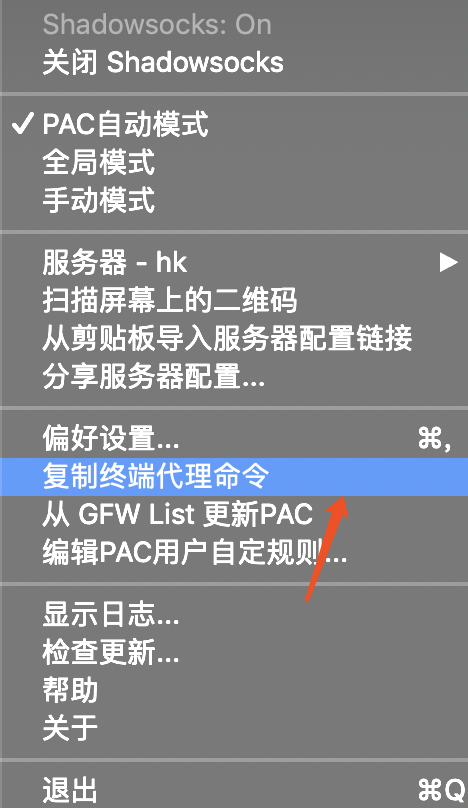 Shadowsocks: On
关闭 Shadowsocks
✓ PAC自动模式
全局模式
手动模式
服务器 - hk ▶
扫描屏幕上的二维码
从剪贴板导入服务器配置链接
分享服务器配置...
偏好设置... ⌘,
复制终端代理命令
从 GFW List 更新PAC
编辑PAC用户自定规则...
显示日志...
检查更新...
帮助
关于
退出 ⌘Q